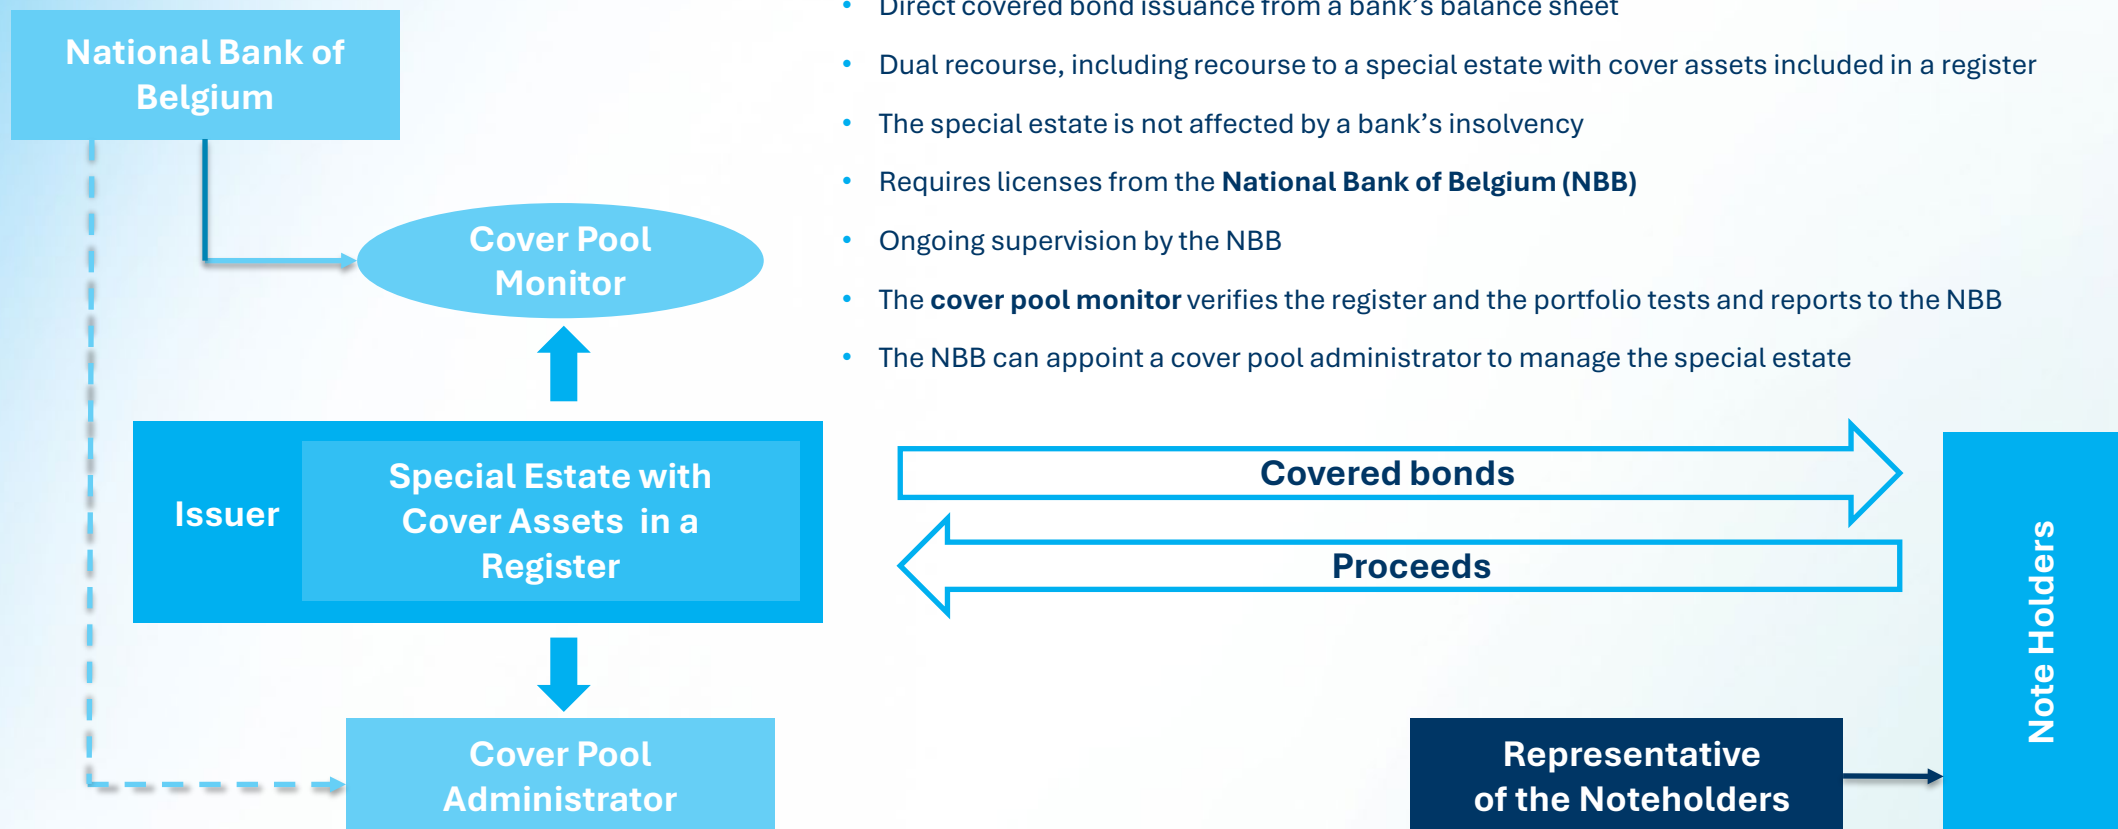 • Direct covered bond issuance from a bank’s balance sheet
National Bank of
Belgium
• Dual recourse, including recourse to a special estate with cover assets included in a register
• The special estate is not affected by a bank’s insolvency
• Requires licenses from the National Bank of Belgium (NBB)
• Ongoing supervision by the NBB
• The cover pool monitor verifies the register and the portfolio tests and reports to the NBB
• The NBB can appoint a cover pool administrator to manage the special estate
Cover Pool
Monitor
Issuer
Special Estate with
Cover Assets in a
Register
Covered bonds
Proceeds
Note Holders
Cover Pool
Administrator
Representative
of the Noteholders